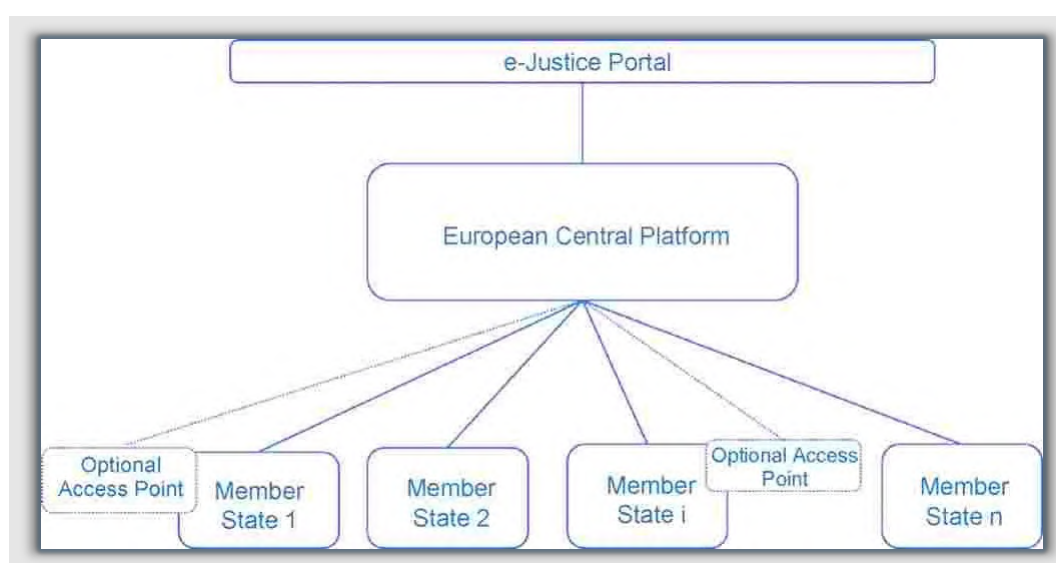 e-Justice Portal
European Central Platform
Optional
Access Point
Member
State 1
Member
State 2
Member
State i
Optional Access
Point
Member
State n